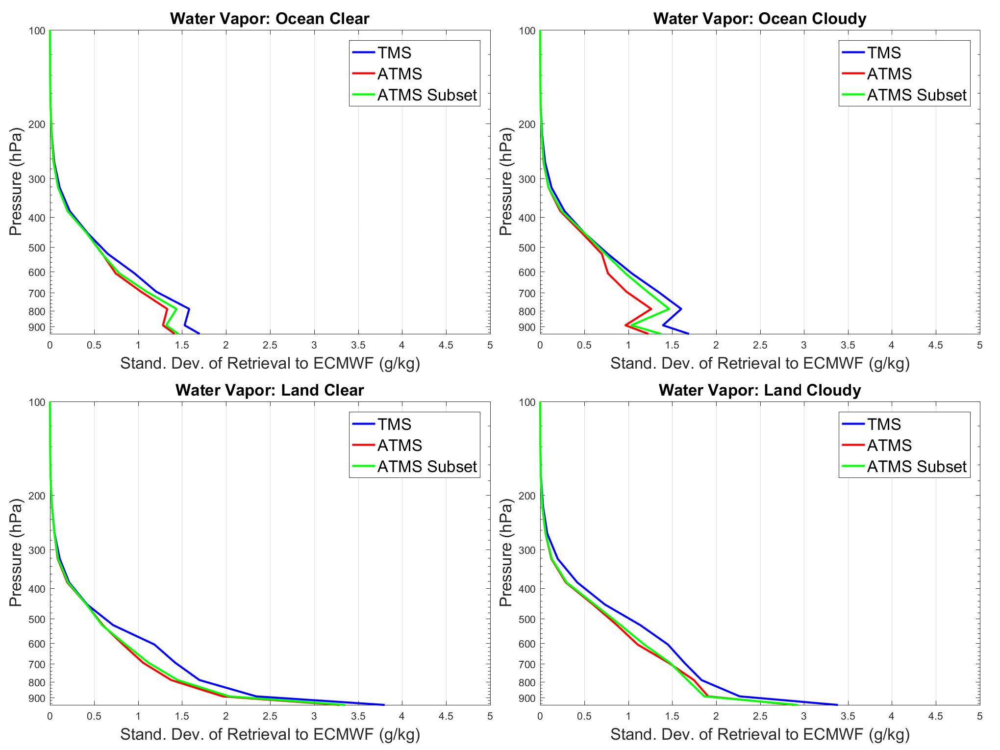 Water Vapor: Ocean Clear
100
200
300
400
500
600
700
800
900
Pressure (hPa)
TMS
ATMS
ATMS Subset
0 0.5 1 1.5 2 2.5 3 3.5 4 4.5 5
Stand. Dev. of Retrieval to ECMWF (g/kg)
Water Vapor: Ocean Cloudy
100
200
300
400
500
600
700
800
900
Pressure (hPa)
TMS
ATMS
ATMS Subset
0 0.5 1 1.5 2 2.5 3 3.5 4 4.5 5
Stand. Dev. of Retrieval to ECMWF (g/kg)
Water Vapor: Land Clear
100
200
300
400
500
600
700
800
900
Pressure (hPa)
TMS
ATMS
ATMS Subset
0 0.5 1 1.5 2 2.5 3 3.5 4 4.5 5
Stand. Dev. of Retrieval to ECMWF (g/kg)
Water Vapor: Land Cloudy
100
200
300
400
500
600
700
800
900
Pressure (hPa)
TMS
ATMS
ATMS Subset
0 0.5 1 1.5 2 2.5 3 3.5 4 4.5 5
Stand. Dev. of Retrieval to ECMWF (g/kg)